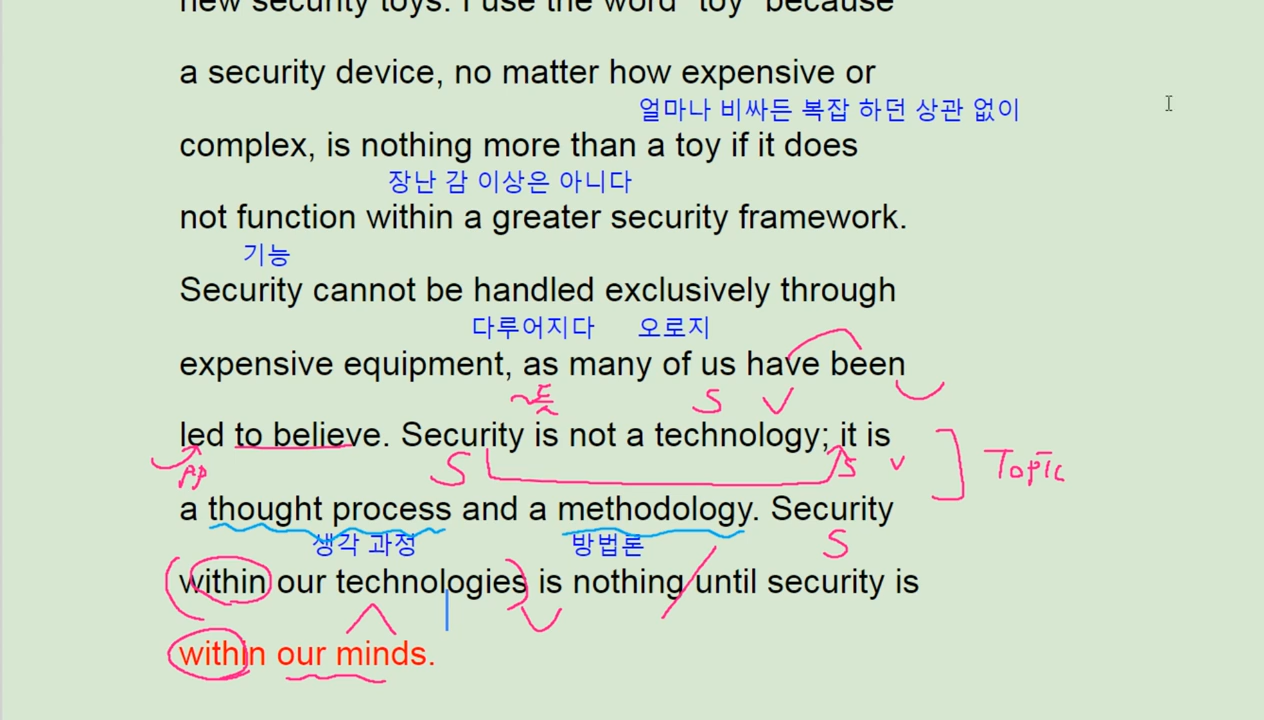 new security toys. I use the word "toy" because
a security device, no matter how expensive or
얼마나 비싸든 복잡 하던 상관 없이
complex, is nothing more than a toy if it does
장난 감 이상은 아니다
not function within a greater security framework.
기능
Security cannot be handled exclusively through
다루어지다 오로지
expensive equipment, as many of us have been
S V
led to believe. Security is not a technology; it is
pp S S v Topic
a thought process and a methodology. Security
생각 과정 방법론 S
within our technologies is nothing until security is
V
within our minds.